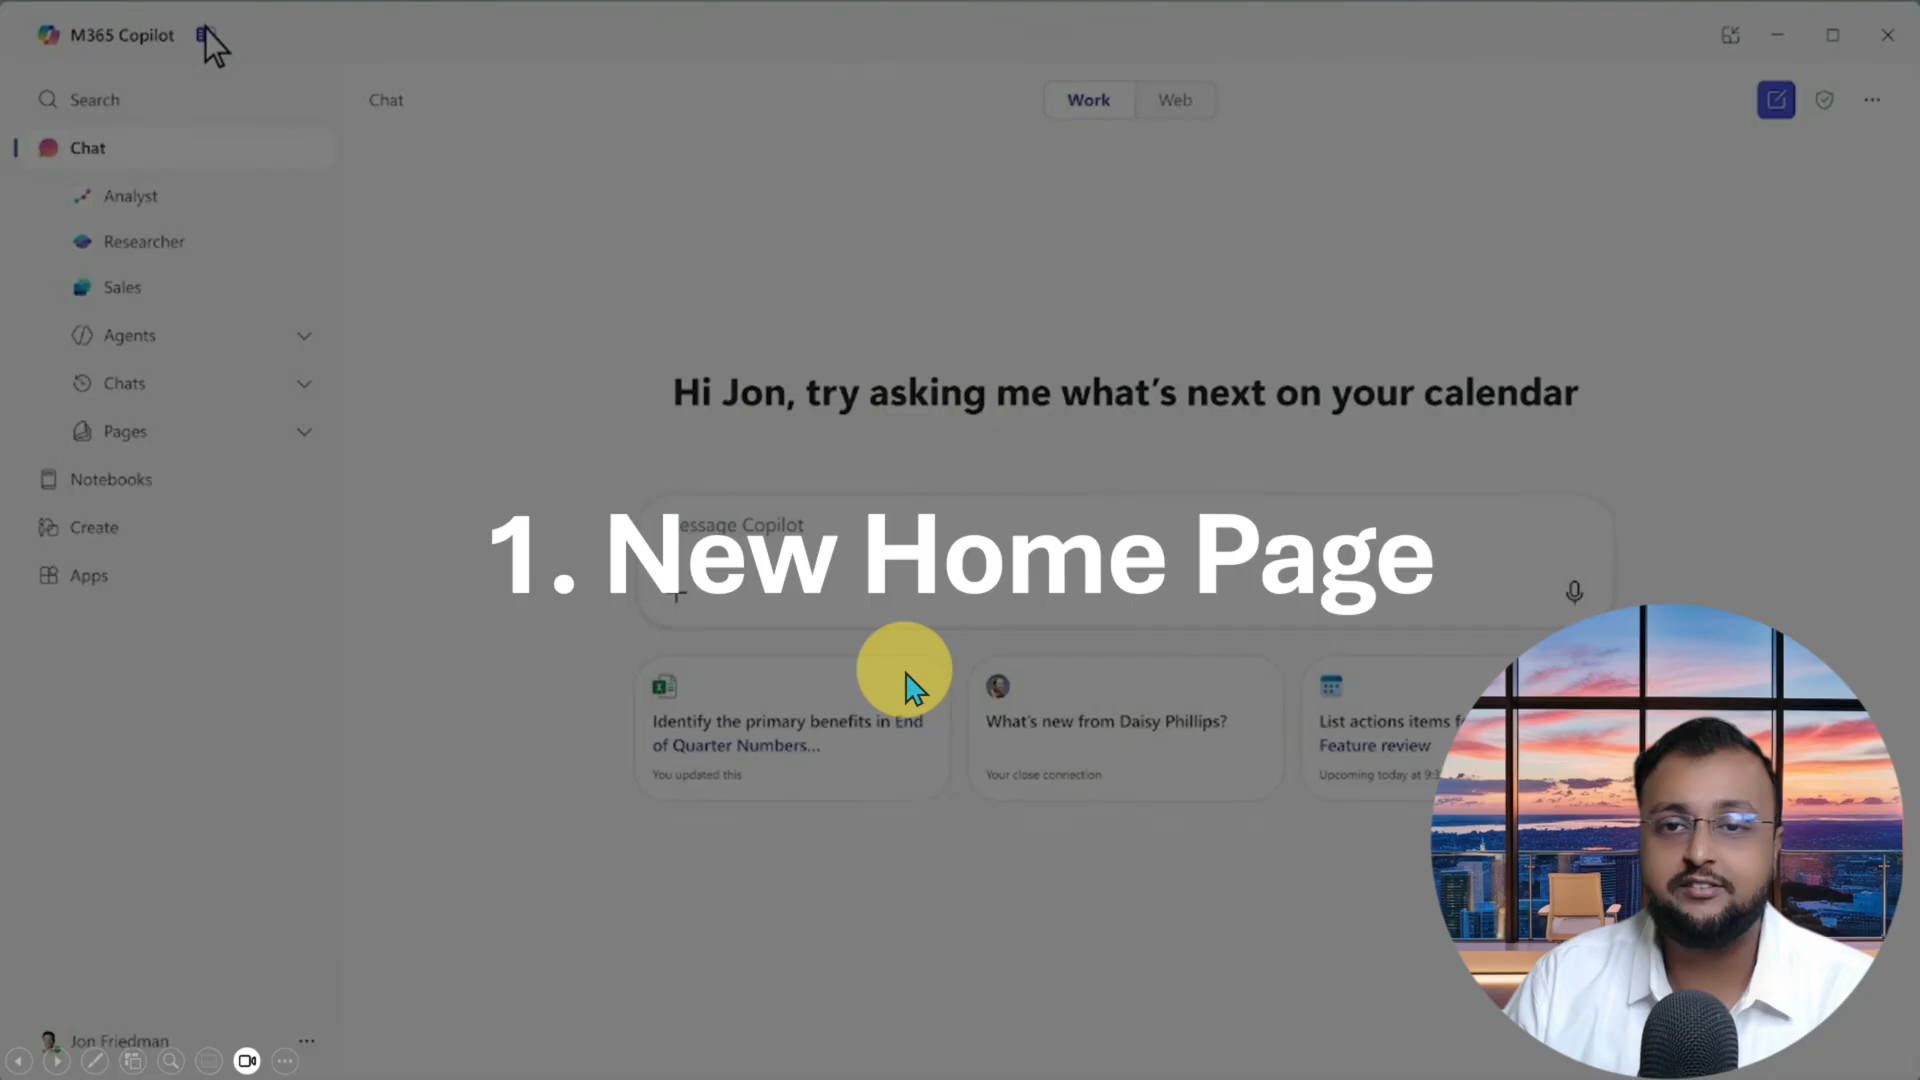 M365 Copilot
Search
Chat
Work
Web
Chat
Analyst
Researcher
Sales
Agents
Chats
Pages
Notebooks
Create
Apps
Hi Jon, try asking me what's next on your calendar
Copilot
1. New Home Page
Identify the primary benefits in End
of Quarter Numbers...
You updated this
What's new from Daisy Phillips?
Your close connection
List actions items
Feature review
Upcoming today at
Jon Friedman